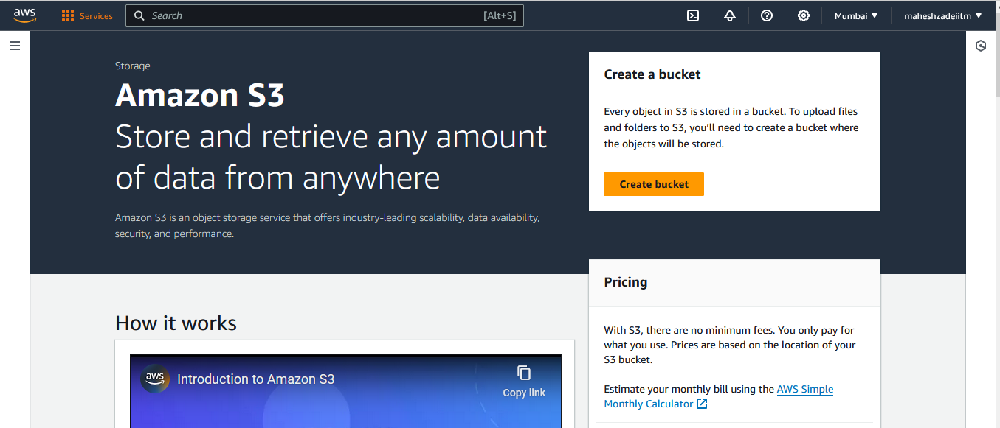 aws
Services
Search
[Alt+S]
Mumbai
maheshzadeiitm
Storage
Amazon S3
Store and retrieve any amount
of data from anywhere
Amazon S3 is an object storage service that offers industry-leading scalability, data availability,
security, and performance.
Create a bucket
Every object in S3 is stored in a bucket. To upload files
and folders to S3, you’ll need to create a bucket where
the objects will be stored.
Create bucket
How it works
aws
Introduction to Amazon S3
Copy link
Pricing
With S3, there are no minimum fees. You only pay for
what you use. Prices are based on the location of your
S3 bucket.
Estimate your monthly bill using the AWS Simple
Monthly Calculator